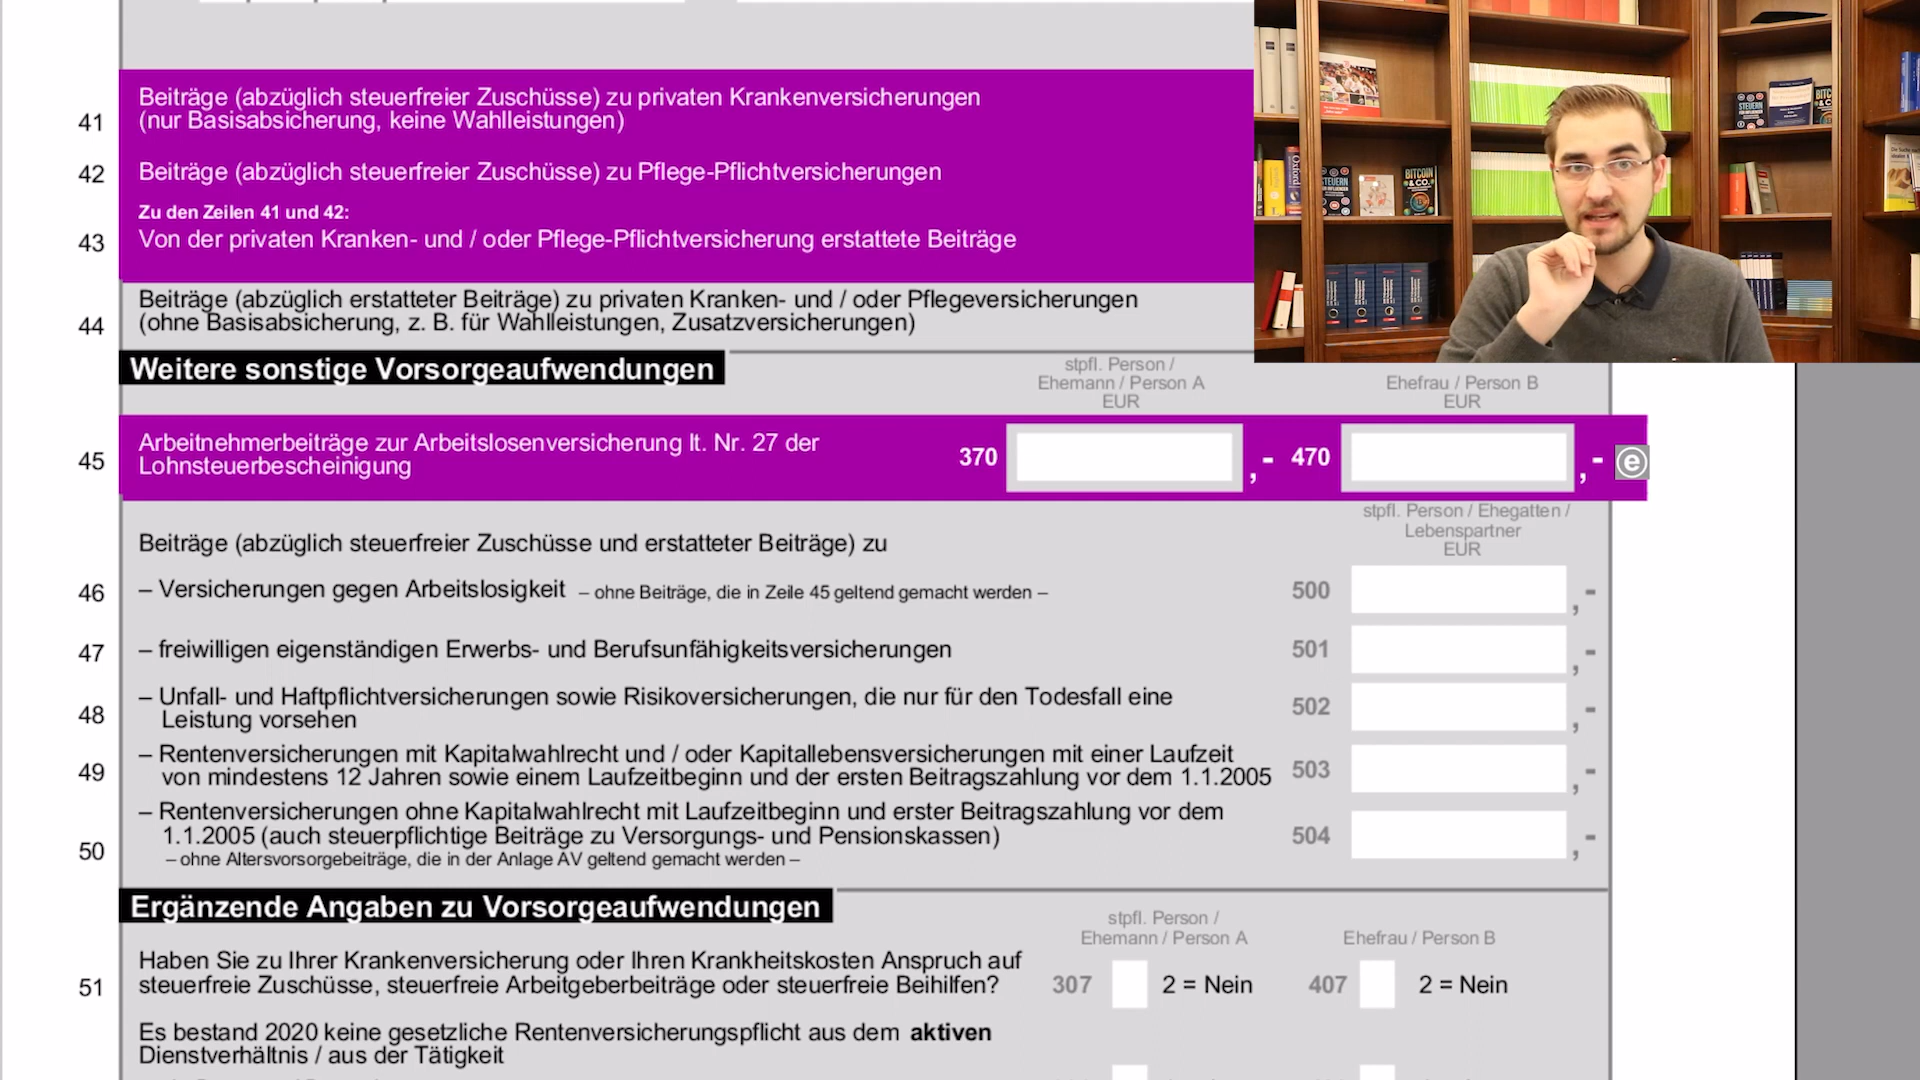 Beiträge (abzüglich steuerfreier Zuschüsse) zu privaten Krankenversicherungen
41 (nur Basisabsicherung, keine Wahlleistungen)
42 Beiträge (abzüglich steuerfreier Zuschüsse) zu Pflege-Pflichtversicherungen
Zu den Zeilen 41 und 42:
43 Von der privaten Kranken- und / oder Pflege-Pflichtversicherung erstattete Beiträge
Beiträge (abzüglich erstatteter Beiträge) zu privaten Kranken- und / oder Pflegeversicherungen
44 (ohne Basisabsicherung, z. B. für Wahlleistungen, Zusatzversicherungen)
Weitere sonstige Vorsorgeaufwendungen
stpfl. Person /
Ehemann / Person A
EUR
Ehefrau / Person B
EUR
Arbeitnehmerbeiträge zur Arbeitslosenversicherung lt. Nr. 27 der
45 Lohnsteuerbescheinigung
370 ,- 470 ,- e
stpfl. Person / Ehegatten /
Lebenspartner
EUR
Beiträge (abzüglich steuerfreier Zuschüsse und erstatteter Beiträge) zu
46 – Versicherungen gegen Arbeitslosigkeit – ohne Beiträge, die in Zeile 45 geltend gemacht werden – 500 ,-
47 – freiwilligen eigenständigen Erwerbs- und Berufsunfähigkeitsversicherungen 501 ,-
– Unfall- und Haftpflichtversicherungen sowie Risikoversicherungen, die nur für den Todesfall eine
48 Leistung vorsehen 502 ,-
– Rentenversicherungen mit Kapitalwahlrecht und / oder Kapitallebensversicherungen mit einer Laufzeit
49 von mindestens 12 Jahren sowie einem Laufzeitbeginn und der ersten Beitragszahlung vor dem 1.1.2005 503 ,-
– Rentenversicherungen ohne Kapitalwahlrecht mit Laufzeitbeginn und erster Beitragszahlung vor dem
1.1.2005 (auch steuerpflichtige Beiträge zu Versorgungs- und Pensionskassen) 504 ,-
50 – ohne Altersvorsorgebeiträge, die in der Anlage AV geltend gemacht werden –
Ergänzende Angaben zu Vorsorgeaufwendungen
stpfl. Person /
Ehemann / Person A
Ehefrau / Person B
Haben Sie zu Ihrer Krankenversicherung oder Ihren Krankheitskosten Anspruch auf
51 steuerfreie Zuschüsse, steuerfreie Arbeitgeberbeiträge oder steuerfreie Beihilfen? 307 2 = Nein 407 2 = Nein
Es bestand 2020 keine gesetzliche Rentenversicherungspflicht aus dem aktiven
Dienstverhältnis / aus der Tätigkeit
STEUERN
BITCOIN
& CO.
Oxford
STEUERN